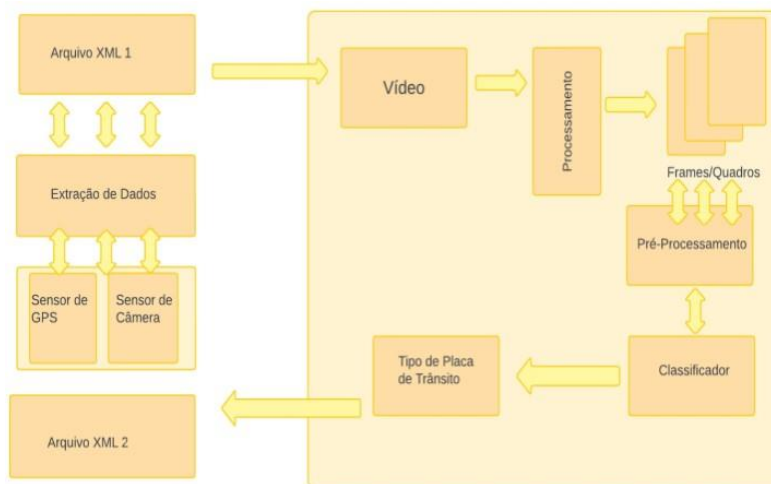 Arquivo XML 1
Extração de Dados
Sensor de
GPS
Sensor de
Câmera
Arquivo XML 2
Vídeo
Processamento
Frames/Quadros
Pré-Processamento
Classificador
Tipo de Placa
de Trânsito